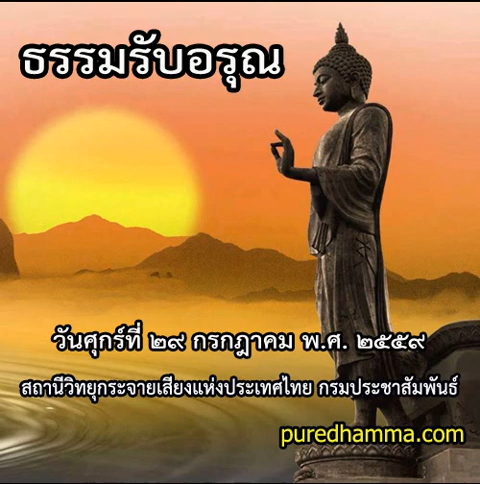 ธรรมรับอรุณ
วันศุกร์ที่ ๒๙ กรกฎาคม พ.ศ. ๒๕๕๙
สถานีวิทยุกระจายเสียงแห่งประเทศไทย กรมประชาสัมพันธ์
puredhamma.com